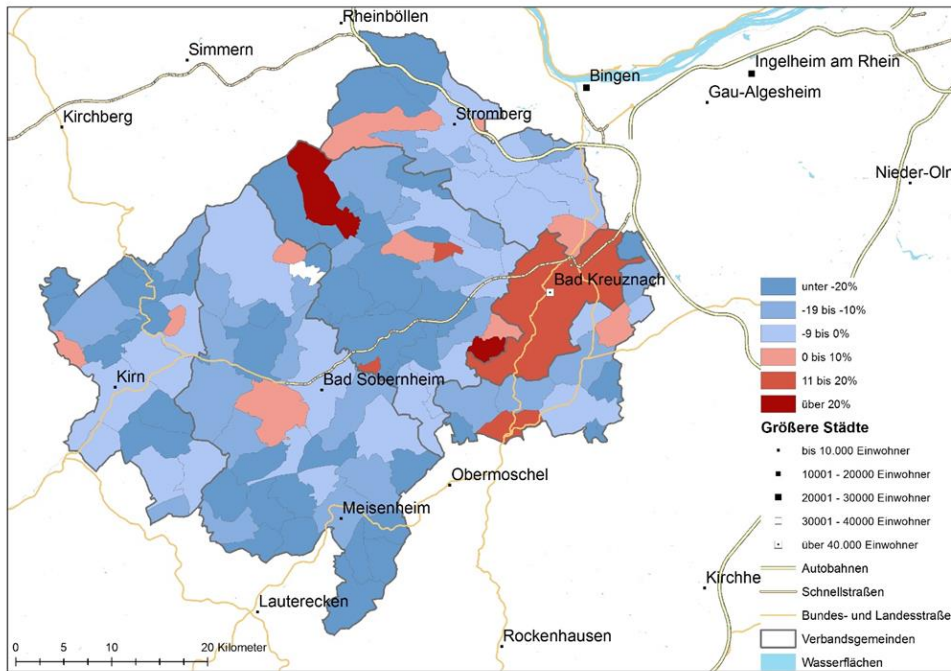 Rheinböllen
Simmern
Ingelheim am Rhein
Bingen
Gau-Algesheim
Kirchberg
Stromberg
Nieder-Olm
Bad Kreuznach
Kirn
Bad Sobernheim
Obermoschel
Meisenheim
Kirchhe
Lauterecken
Rockenhausen
0 5 10 20 Kilometer
unter -20%
-19 bis -10%
-9 bis 0%
0 bis 10%
11 bis 20%
über 20%
Größere Städte
bis 10.000 Einwohner
10001 - 20000 Einwohner
20001 - 30000 Einwohner
30001 - 40000 Einwohner
über 40.000 Einwohner
Autobahnen
Schnellstraßen
Bundes- und Landesstraße
Verbandsgemeinden
Wasserflächen